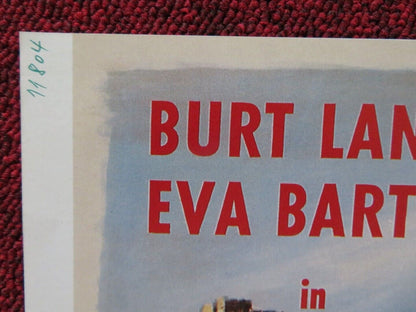 11804
BURT LAN
EVA BART
in